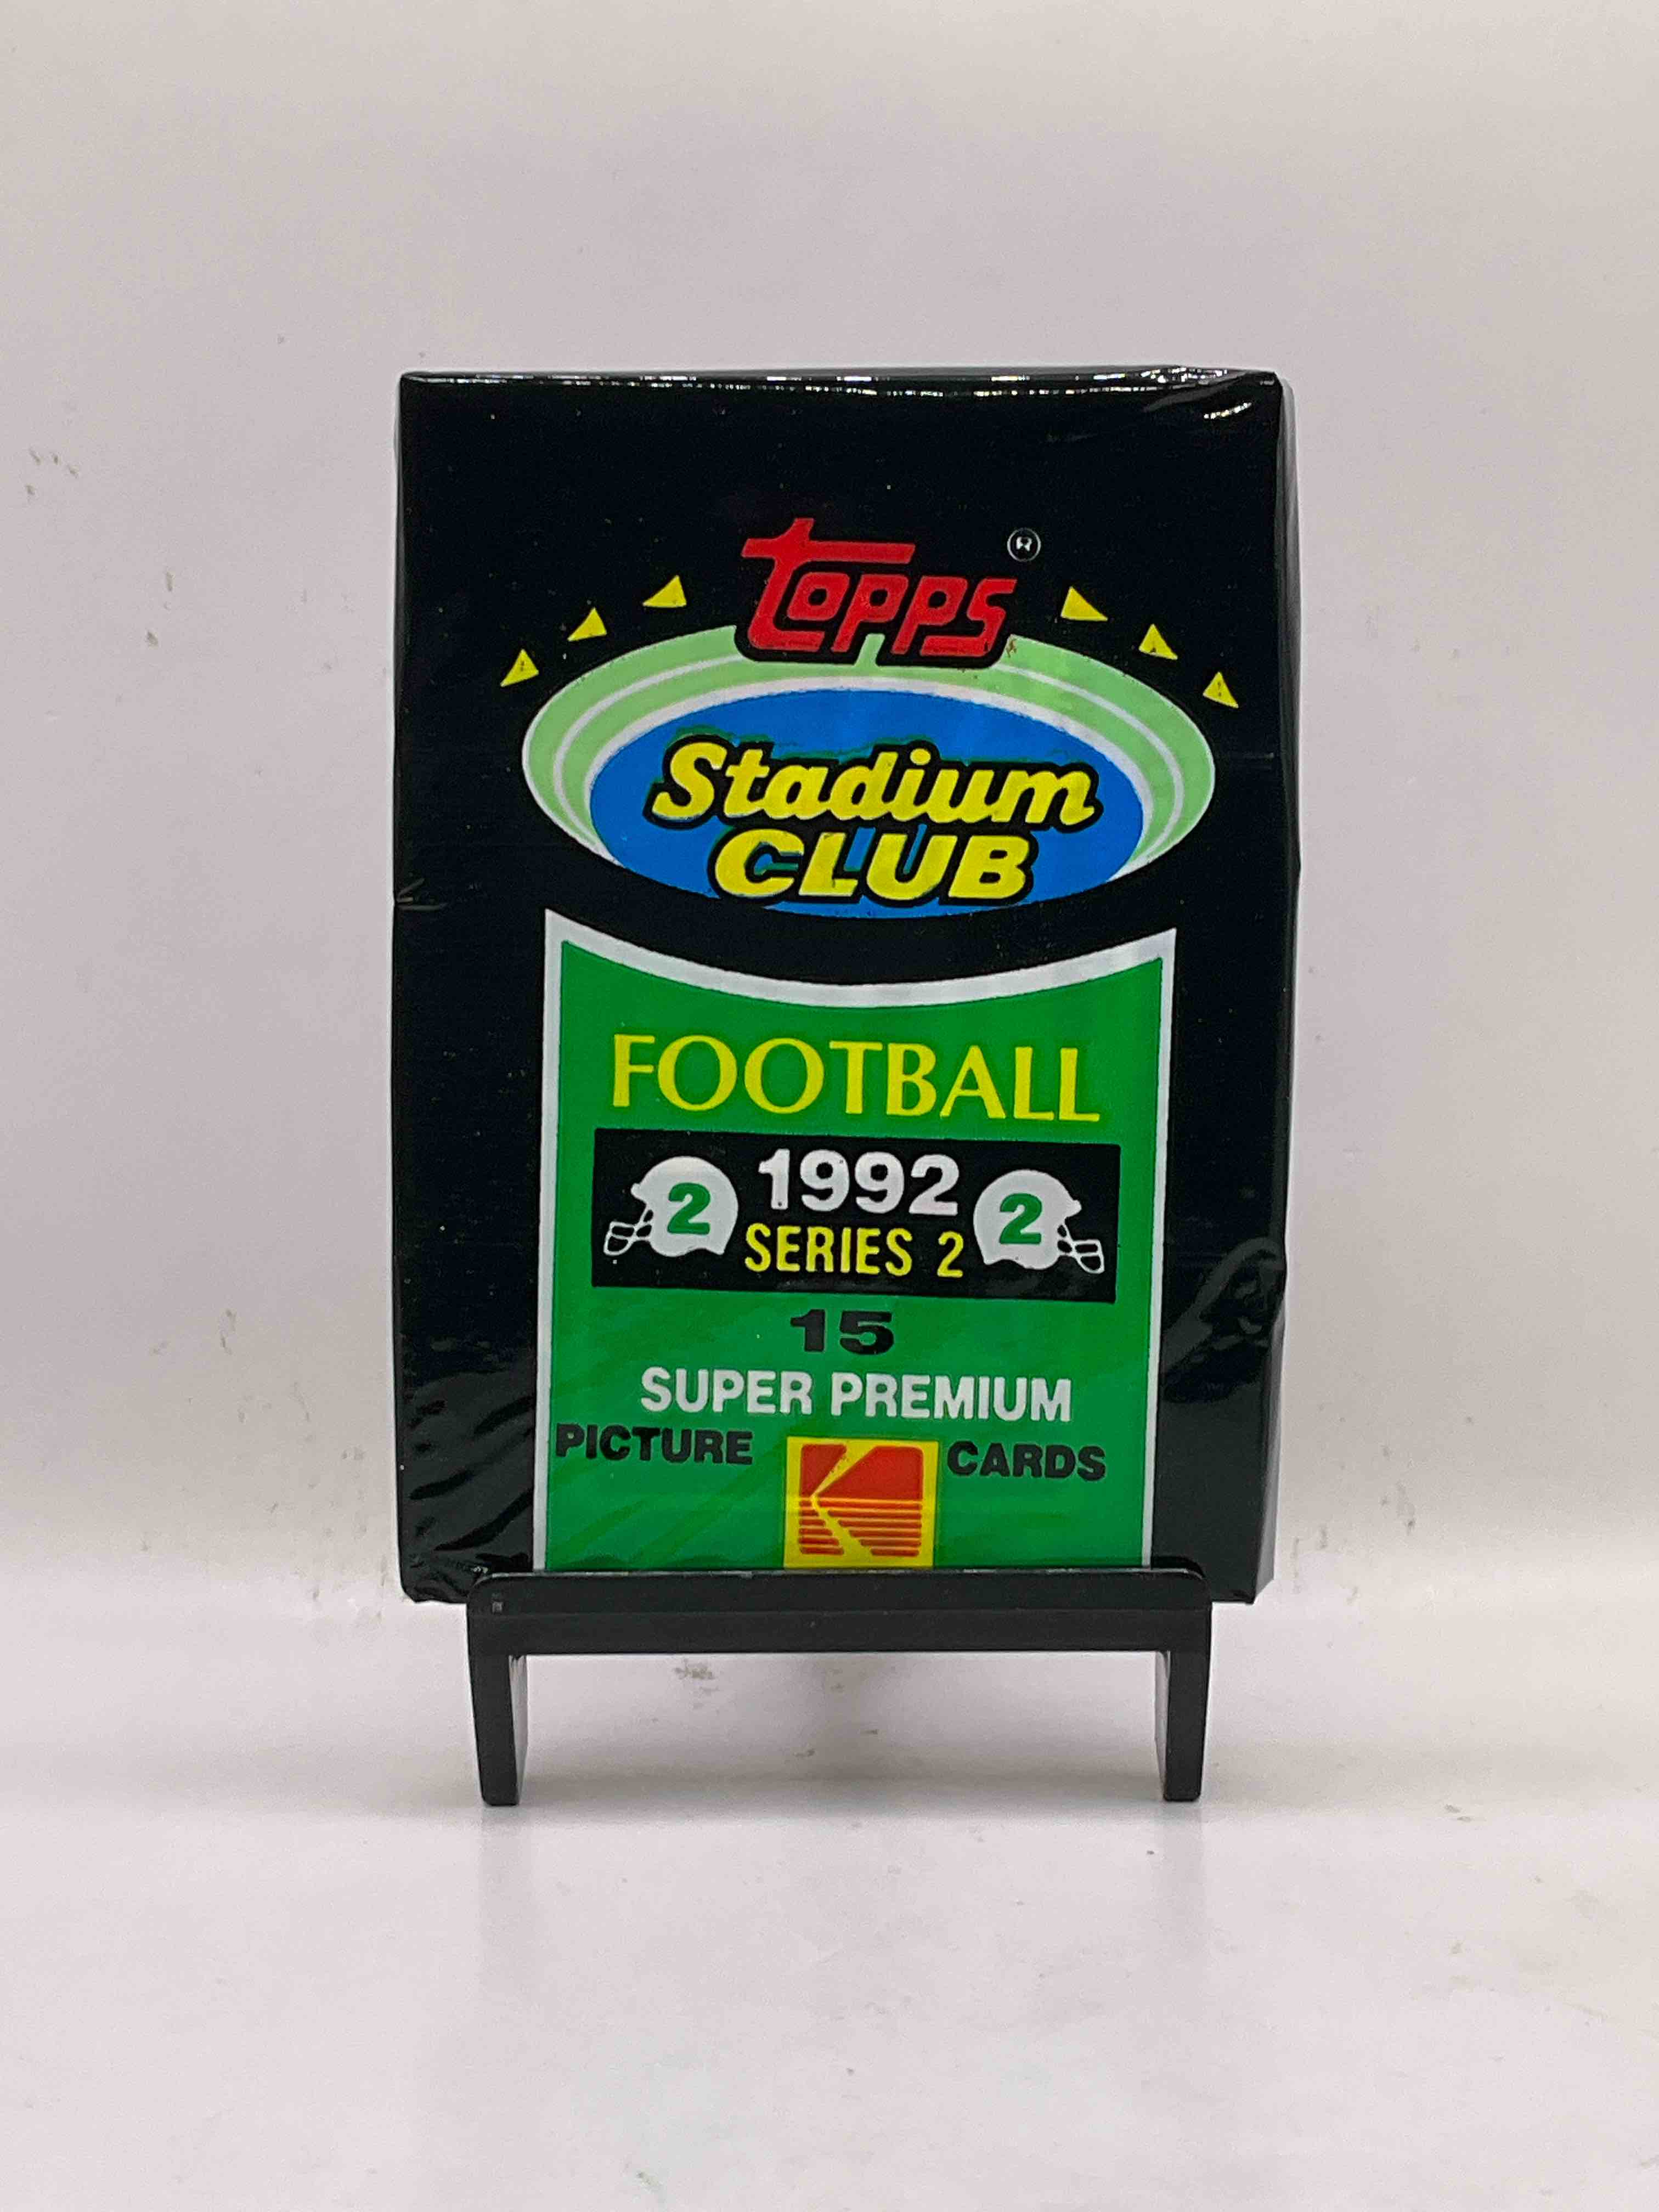 TOPPS ®
Stadium
CLUB
FOOTBALL
2 1992 2
SERIES 2
15
SUPER PREMIUM
PICTURE K CARDS